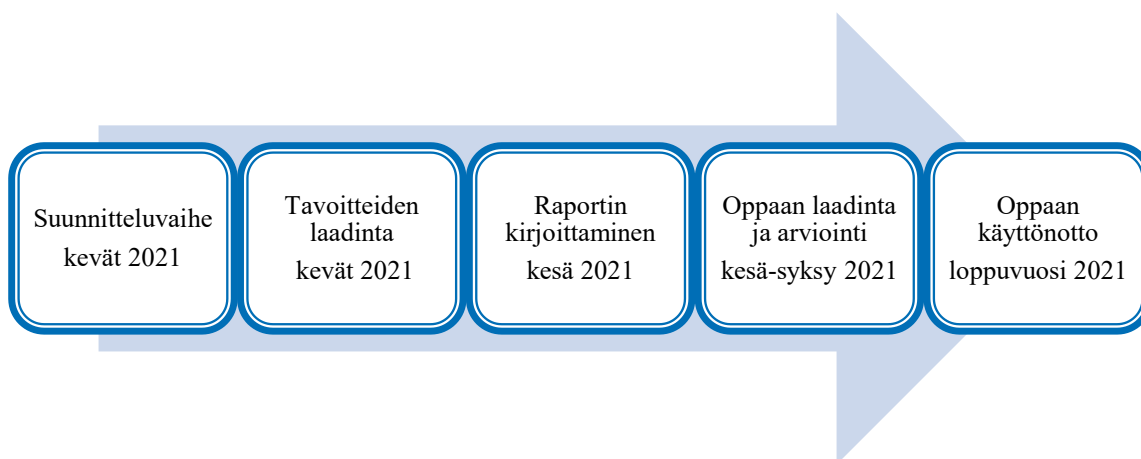 Suunnitteluvaihe
kevät 2021
Tavoitteiden
laadinta
kevät 2021
Raportin
kirjoittaminen
kesä 2021
Oppaan laadinta
ja arviointi
kesä-syksy 2021
Oppaan
käyttönotto
loppuvuosi 2021